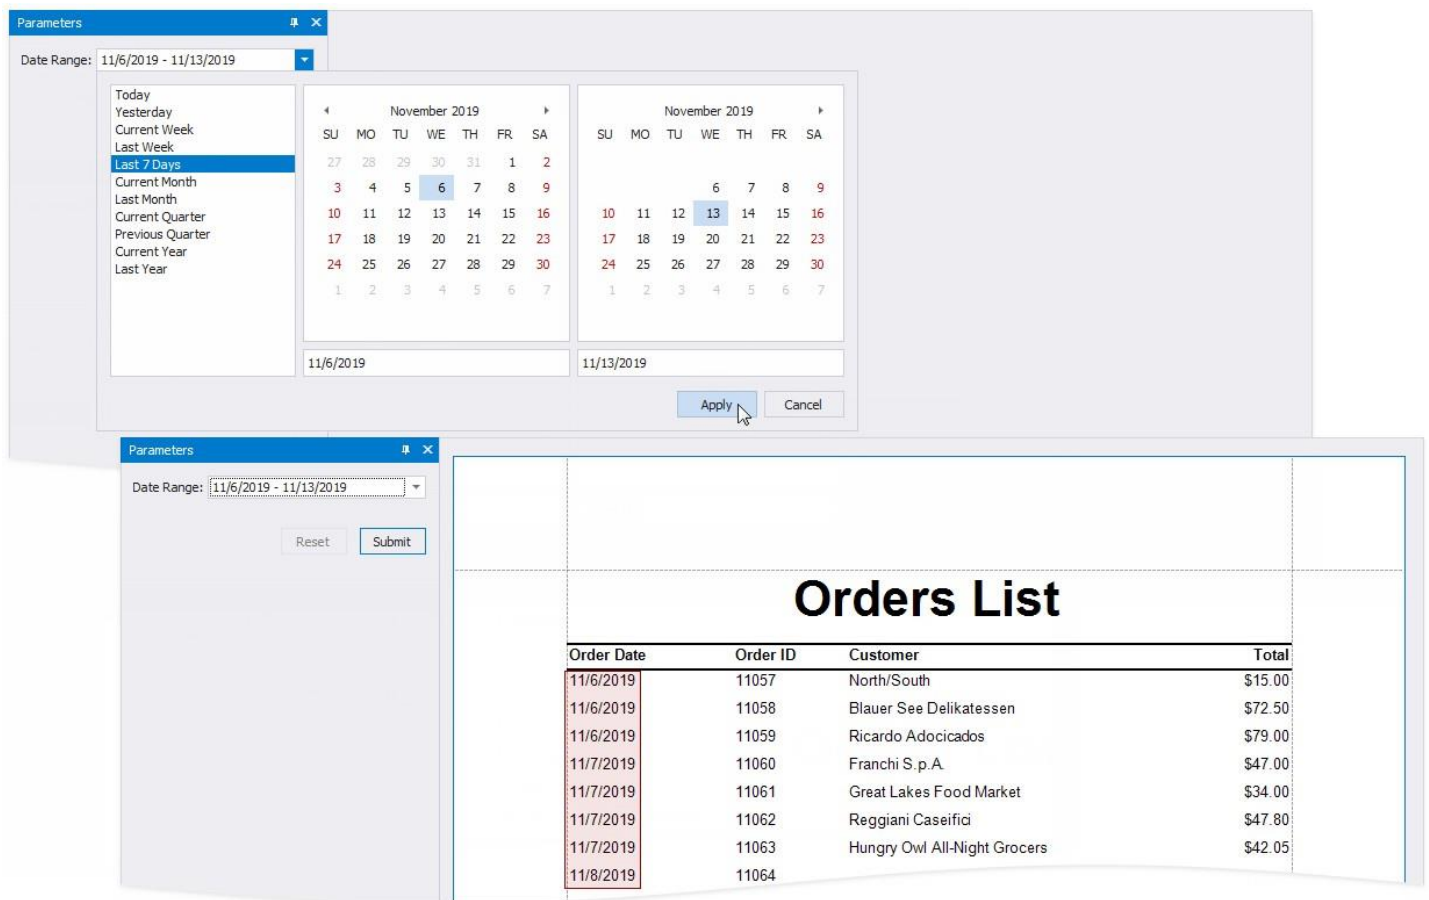 Parameters
Date Range: 11/6/2019 - 11/13/2019
Today
Yesterday
Current Week
Last Week
Last 7 Days
Current Month
Last Month
Current Quarter
Previous Quarter
Current Year
Last Year
November 2019
SU MO TU WE TH FR SA
27 28 29 30 31 1 2
3 4 5 6 7 8 9
10 11 12 13 14 15 16
17 18 19 20 21 22 23
24 25 26 27 28 29 30
1 2 3 4 5 6 7
11/6/2019
November 2019
SU MO TU WE TH FR SA
6 7 8 9
10 11 12 13 14 15 16
17 18 19 20 21 22 23
24 25 26 27 28 29 30
1 2 3 4 5 6 7
11/13/2019
Apply Cancel
Parameters
Date Range: 11/6/2019 - 11/13/2019
Reset Submit
Orders List
Order Date Order ID Customer Total
11/6/2019 11057 North/South $15.00
11/6/2019 11058 Blauer See Delikatessen $72.50
11/6/2019 11059 Ricardo Adocicados $79.00
11/7/2019 11060 Franchi S.p.A. $47.00
11/7/2019 11061 Great Lakes Food Market $34.00
11/7/2019 11062 Reggiani Caseifici $47.80
11/7/2019 11063 Hungry Owl All-Night Grocers $42.05
11/8/2019 11064